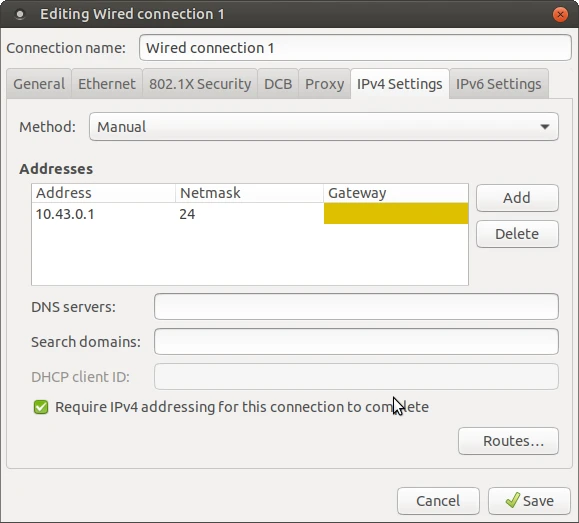 Editing Wired connection 1
Connection name: Wired connection 1
General Ethernet 802.1X Security DCB Proxy IPv4 Settings IPv6 Settings
Method: Manual
Addresses
Address Netmask Gateway
10.43.0.1 24
Add
Delete
DNS servers:
Search domains:
DHCP client ID:
Require IPv4 addressing for this connection to complete
Routes...
Cancel Save